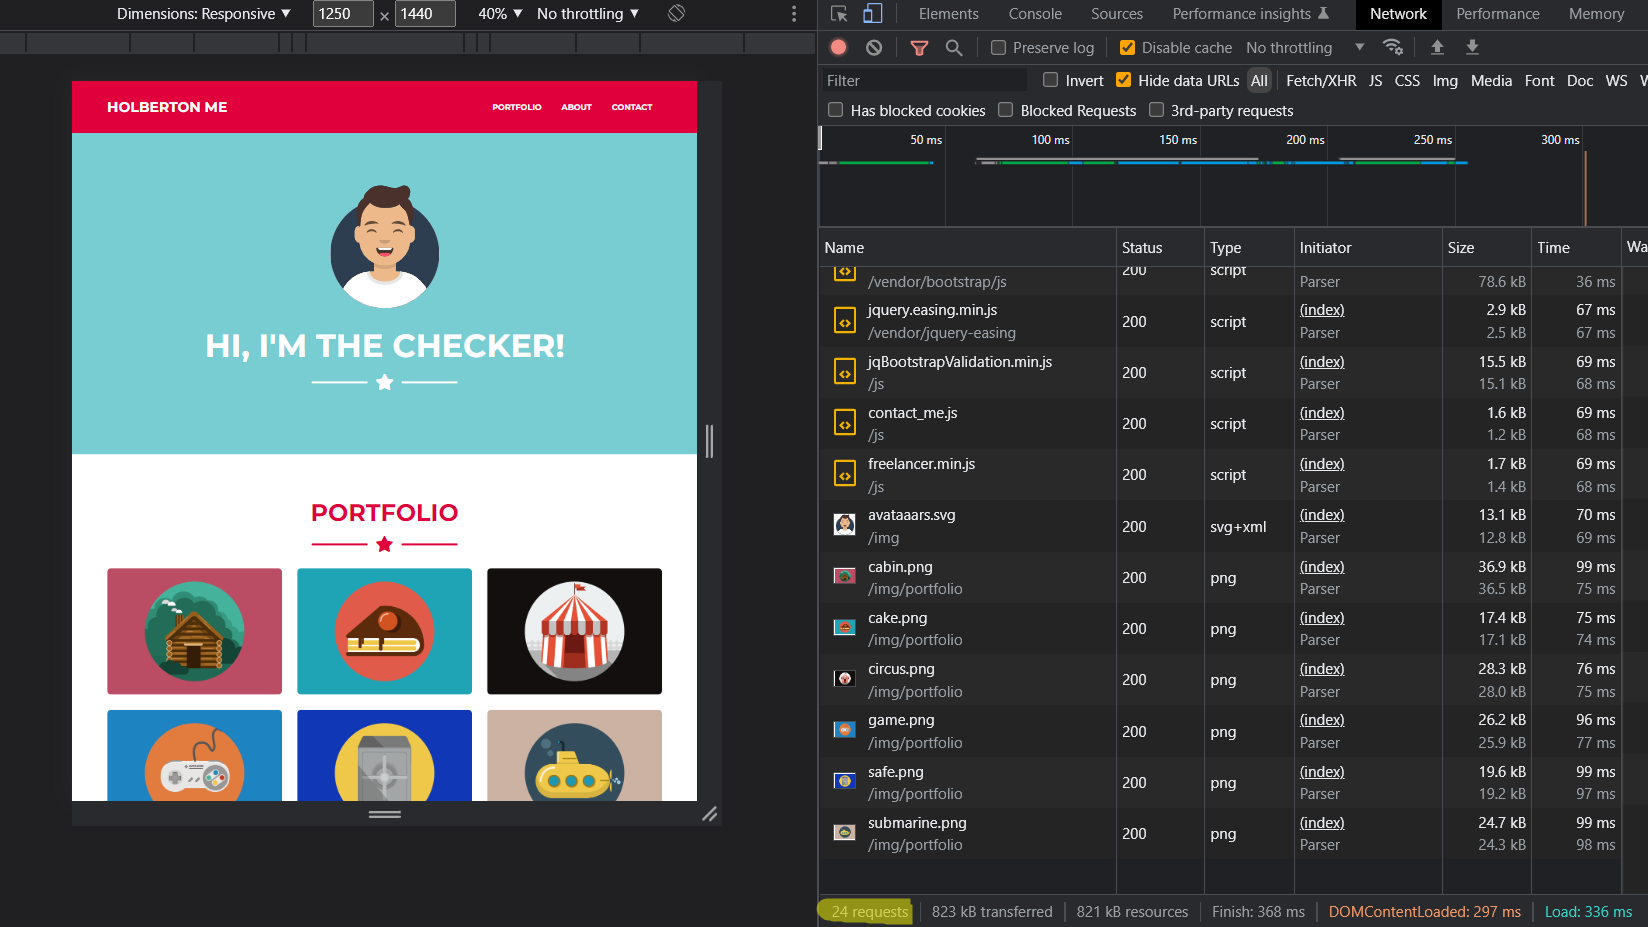 Dimensions: Responsive ▼ 1250 × 1440 40% ▼ No throttling ▼
Elements Console Sources Performance insights Network Performance Memory
Preserve log Disable cache No throttling ▼
Filter Invert Hide data URLs All Fetch/XHR JS CSS Img Media Font Doc WS
Has blocked cookies Blocked Requests 3rd-party requests
50 ms 100 ms 150 ms 200 ms 250 ms 300 ms
HOLBERTON ME PORTFOLIO ABOUT CONTACT
HI, I'M THE CHECKER!
PORTFOLIO
Name Status Type Initiator Size Time Wa
200 script
/vendor/bootstrap/js Parser 78.6 kB 36 ms
jquery.easing.min.js 200 script (index) 2.9 kB 67 ms
/vendor/jquery-easing Parser 2.5 kB 67 ms
jqBootstrapValidation.min.js 200 script (index) 15.5 kB 69 ms
/js Parser 15.1 kB 68 ms
contact_me.js 200 script (index) 1.6 kB 69 ms
/js Parser 1.2 kB 68 ms
freelancer.min.js 200 script (index) 1.7 kB 69 ms
/js Parser 1.4 kB 68 ms
avataaars.svg 200 svg+xml (index) 13.1 kB 70 ms
/img Parser 12.8 kB 69 ms
cabin.png 200 png (index) 36.9 kB 99 ms
/img/portfolio Parser 36.5 kB 75 ms
cake.png 200 png (index) 17.4 kB 75 ms
/img/portfolio Parser 17.1 kB 74 ms
circus.png 200 png (index) 28.3 kB 76 ms
/img/portfolio Parser 28.0 kB 75 ms
game.png 200 png (index) 26.2 kB 96 ms
/img/portfolio Parser 25.9 kB 77 ms
safe.png 200 png (index) 19.6 kB 99 ms
/img/portfolio Parser 19.2 kB 97 ms
submarine.png 200 png (index) 24.7 kB 99 ms
/img/portfolio Parser 24.3 kB 98 ms
24 requests 823 kB transferred 821 kB resources Finish: 368 ms DOMContentLoaded: 297 ms Load: 336 ms